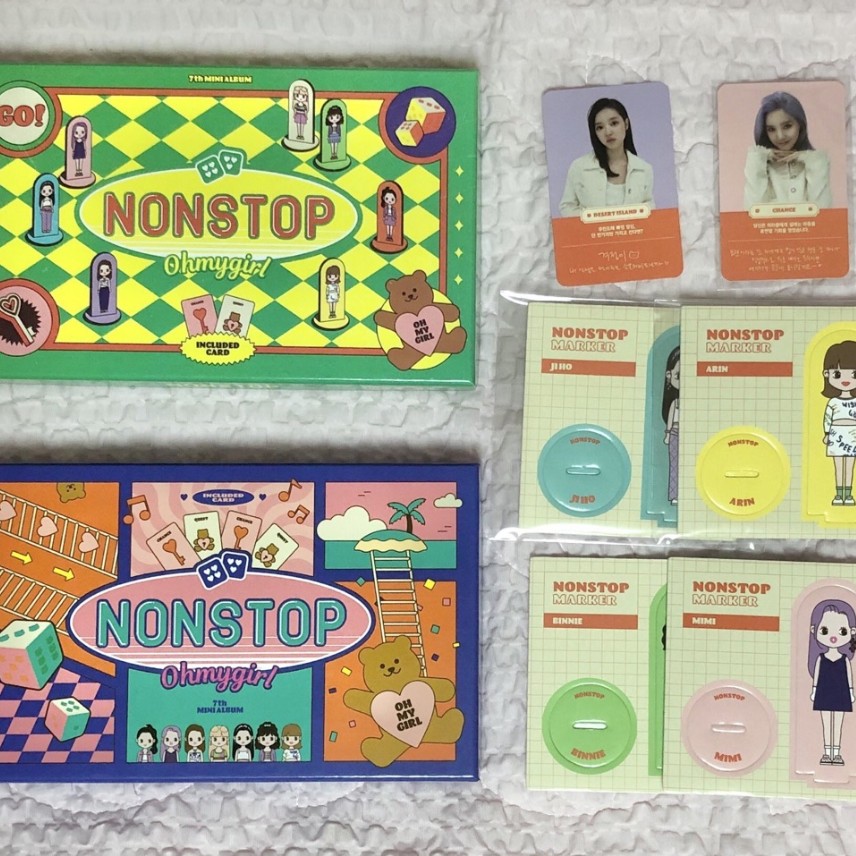 7th MINI ALBUM
GO!
NONSTOP
Ohmygirl
INCLUDED
CARD
OH
MY
GIRL
DESERT ISLAND
CHANCE
NONSTOP
MARKER
JIHO
NONSTOP
JIHO
NONSTOP
MARKER
ARIN
NONSTOP
ARIN
INCLUDED
CARD
NONSTOP
Ohmygirl
7th
MINI ALBUM
OH
MY
GIRL
NONSTOP
MARKER
BINNIE
NONSTOP
BINNIE
NONSTOP
MARKER
MIMI
NONSTOP
MIMI